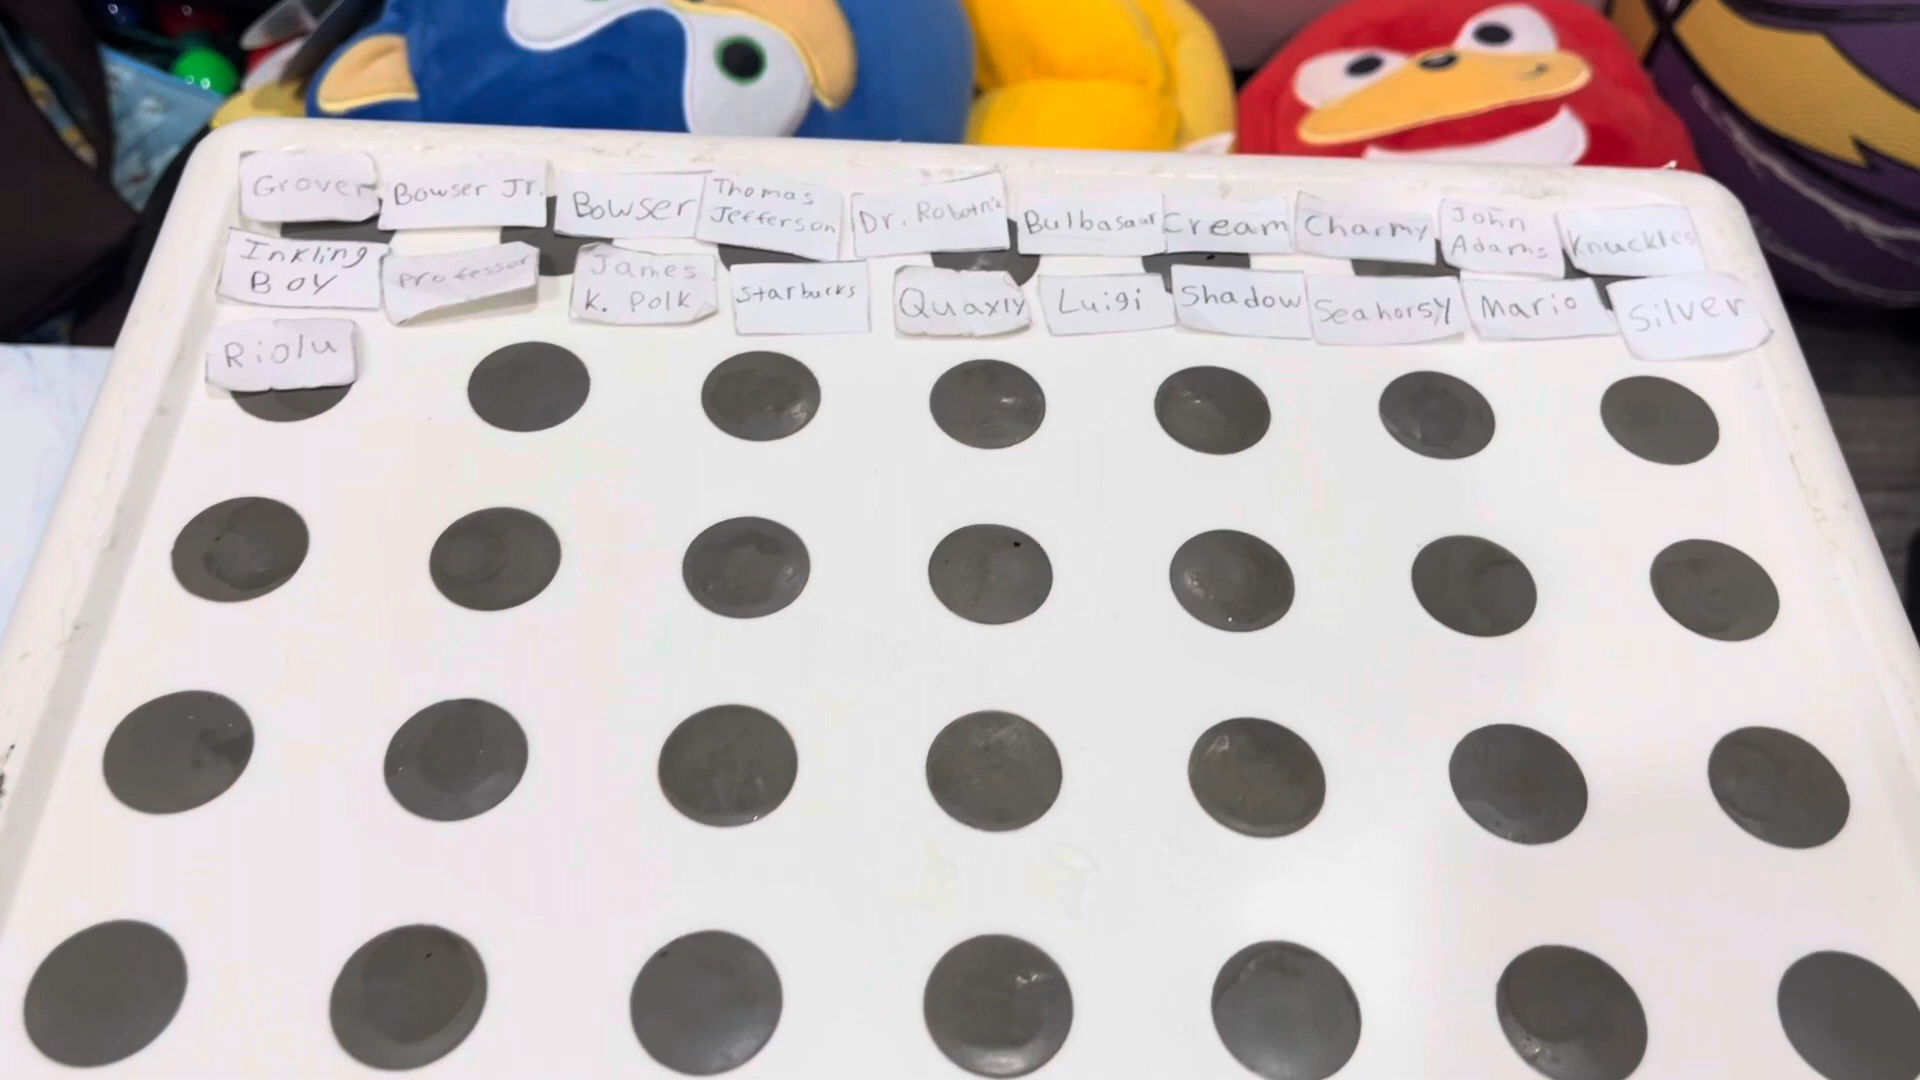 Grover
Bowser Jr.
Bowser
Thomas
Jefferson
Dr. Robotnik
Bulbasaur
Cream
Charmy
John
Adams
Knuckles
Inkling
Boy
Professor
James
K. Polk
Starbucks
Quaxly
Luigi
Shadow
Seahorsy
Mario
Silver
Riolu